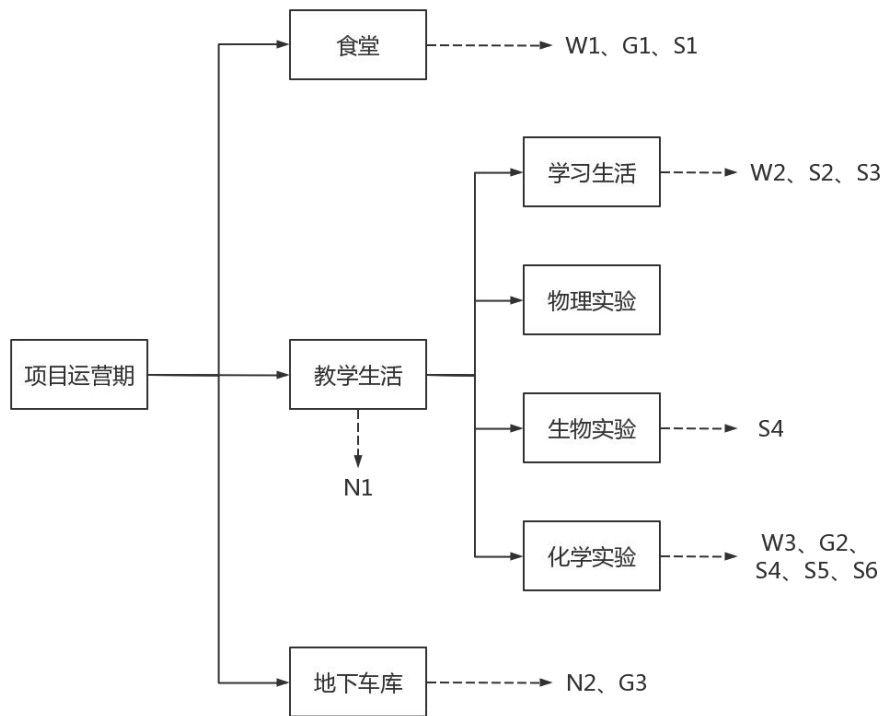 食堂
W1、G1、S1
学习生活
W2、S2、S3
物理实验
项目运营期
教学生活
生物实验
S4
N1
化学实验
W3、G2、
S4、S5、S6
地下车库
N2、G3